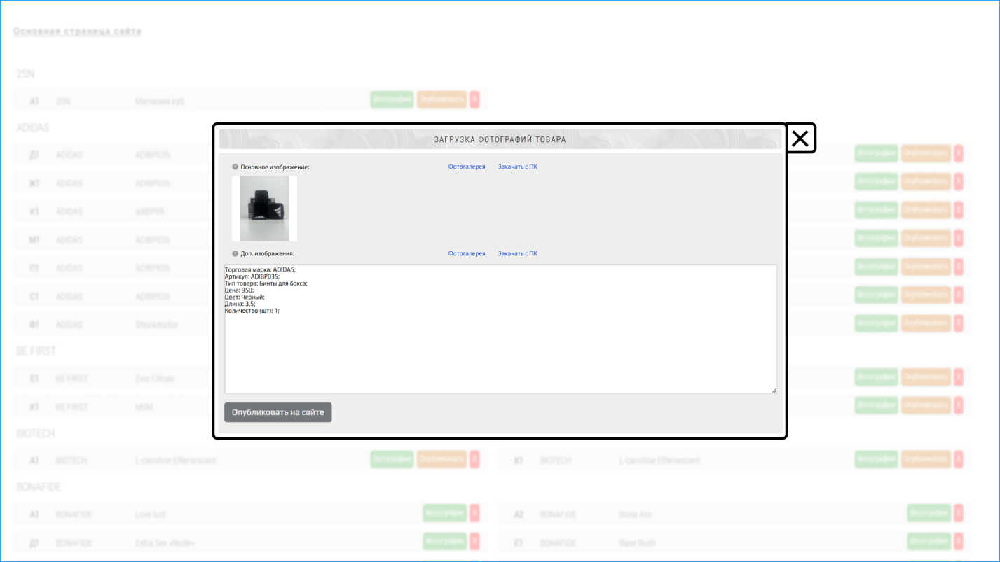 Основная страница сайта
2SN
А1 2SN Магнезия куб Фотографии Опубликовать X
ADIDAS
Д1 ADIDAS ADIBP035 Фотографии Опубликовать X
Ж1 ADIDAS ADIBP035 Фотографии Опубликовать X
К1 ADIDAS adiBP09 Фотографии Опубликовать X
М1 ADIDAS ADIBP035 Фотографии Опубликовать X
П1 ADIDAS ADIBP035 Фотографии Опубликовать X
С1 ADIDAS ADIBP035 Фотографии Опубликовать X
Ф1 ADIDAS Shockdoctor Фотографии Опубликовать X
ЗАГРУЗКА ФОТОГРАФИЙ ТОВАРА
Основное изображение: Фотогалерея Закачать с ПК
Доп. изображения: Фотогалерея Закачать с ПК
Торговая марка: ADIDAS;
Артикул: ADIBP035;
Тип товара: Бинты для бокса;
Цена: 950;
Цвет: Черный;
Длина: 3,5;
Количество (шт): 1;
Опубликовать на сайте
BE FIRST
Е1 BE FIRST Zinc Citrate Фотографии Опубликовать X
К1 BE FIRST MSM Фотографии Опубликовать X
BIOTECH
А1 BIOTECH L-carnitine Effervescent Фотографии Опубликовать X К1 BIOTECH L-carnitine Effervescent Фотографии Опубликовать X
BONAFIDE
А1 BONAFIDE Love lust Фотографии X А2 BONAFIDE Bona Ass Фотографии X
Д1 BONAFIDE Extra Sex «Nude» Фотографии X Е1 BONAFIDE Base Rush Фотографии X